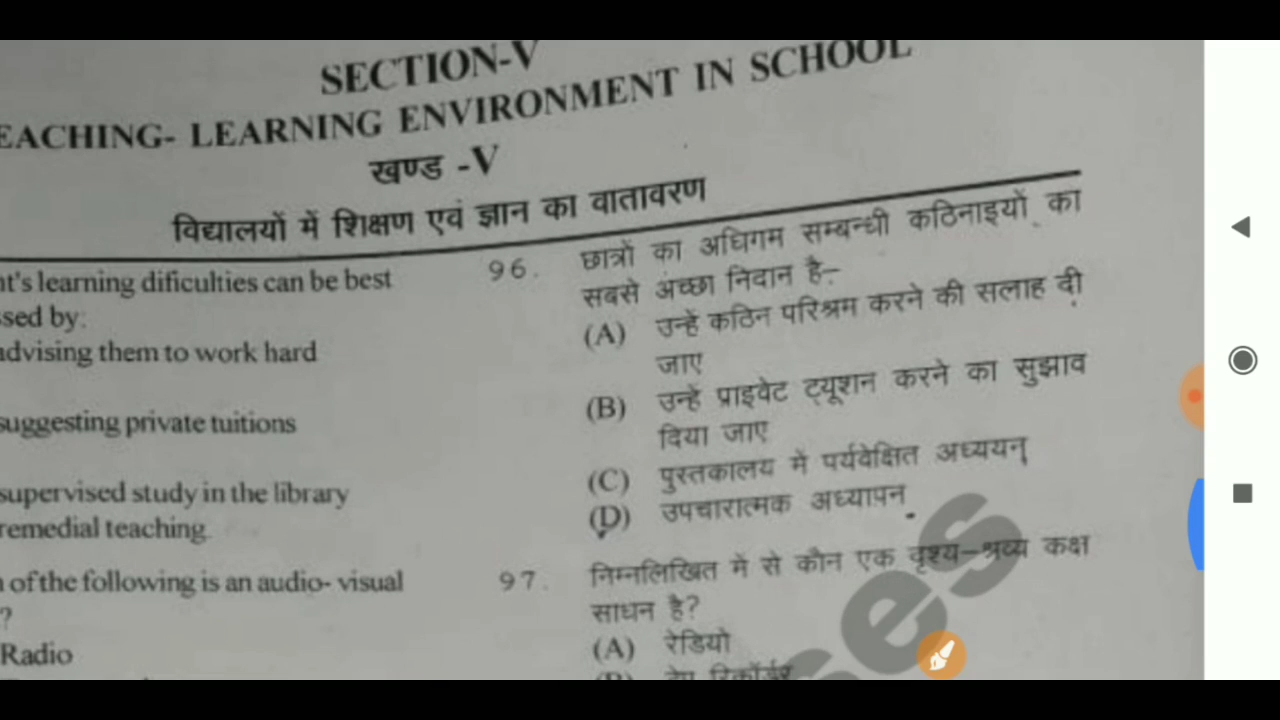 SECTION-V
EACHING- LEARNING ENVIRONMENT IN SCHOOL
खण्ड -V
विद्यालयों में शिक्षण एवं ज्ञान का वातावरण
nt's learning dificulties can be best
ssed by:
advising them to work hard
suggesting private tuitions
supervised study in the library
remedial teaching
of the following is an audio- visual
?
Radio
96. छात्रों का अधिगम सम्बन्धी कठिनाइयों का
सबसे अच्छा निदान है-
(A) उन्हें कठिन परिश्रम करने की सलाह दी
जाए
(B) उन्हें प्राइवेट ट्यूशन करने का सुझाव
दिया जाए
(C) पुस्तकालय में पर्यवेक्षित अध्ययन
(D) उपचारात्मक अध्यापन
97. निम्नलिखित में से कौन एक दृश्य-श्रव्य कक्ष
साधन है?
(A) रेडियो